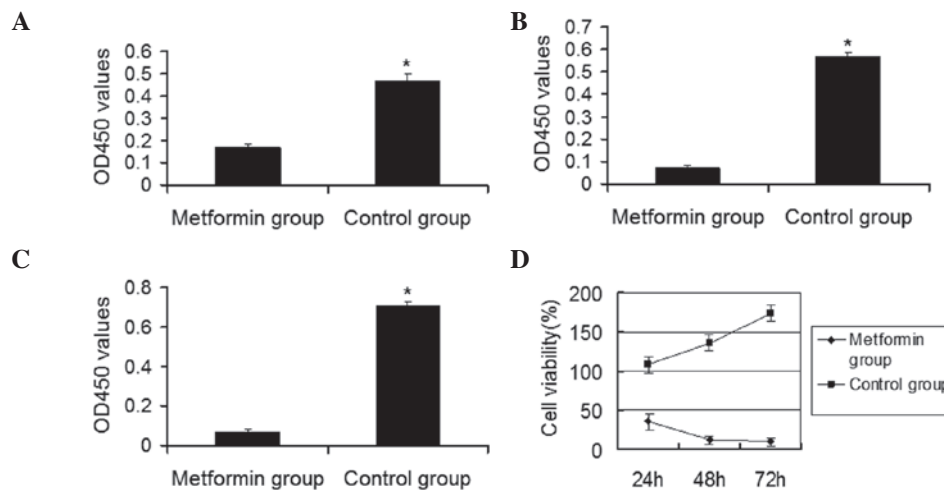 A
OD450 values
0.6
0.5
0.4
0.3
0.2
0.1
0
*
Metformin group
Control group
B
OD450 values
0.7
0.6
0.5
0.4
0.3
0.2
0.1
0
*
Metformin group
Control group
C
OD450 values
0.8
0.6
0.4
0.2
0
*
Metformin group
Control group
D
Cell viability(%)
200
150
100
50
0
24h
48h
72h
Metformin
group
Control group